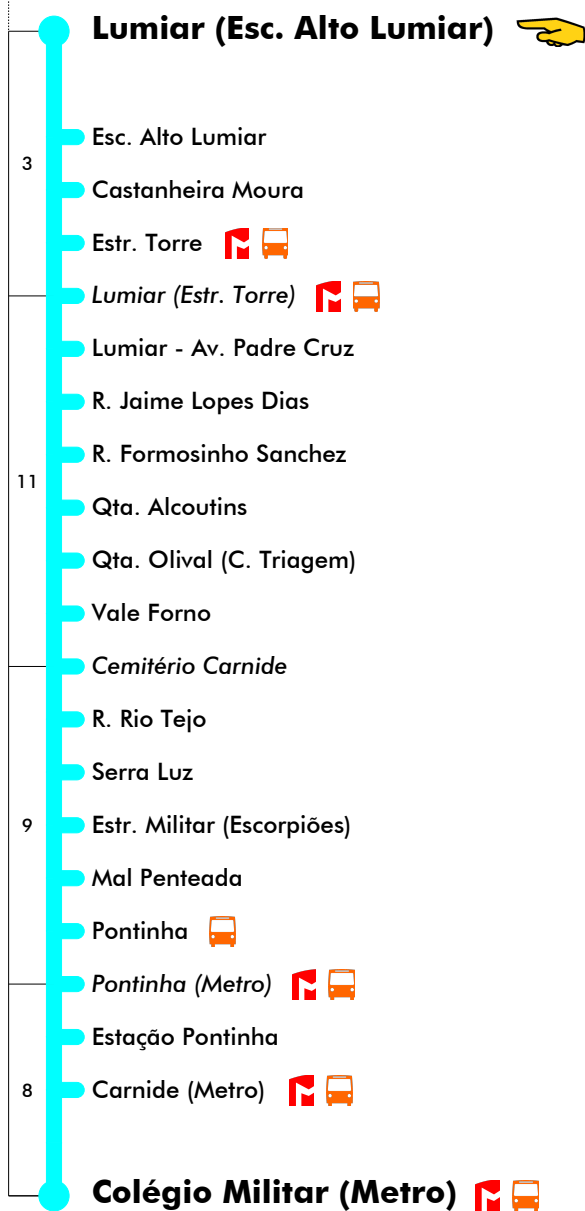 Lumiar (Esc. Alto Lumiar)
Esc. Alto Lumiar
3
Castanheira Moura
Estr. Torre
Lumiar (Estr. Torre)
Lumiar - Av. Padre Cruz
R. Jaime Lopes Dias
R. Formosinho Sanchez
11
Qta. Alcoutins
Qta. Olival (C. Triagem)
Vale Forno
Cemitério Carnide
R. Rio Tejo
Serra Luz
9
Estr. Militar (Escorpiões)
Mal Penteada
Pontinha
Pontinha (Metro)
Estação Pontinha
8
Carnide (Metro)
Colégio Militar (Metro)